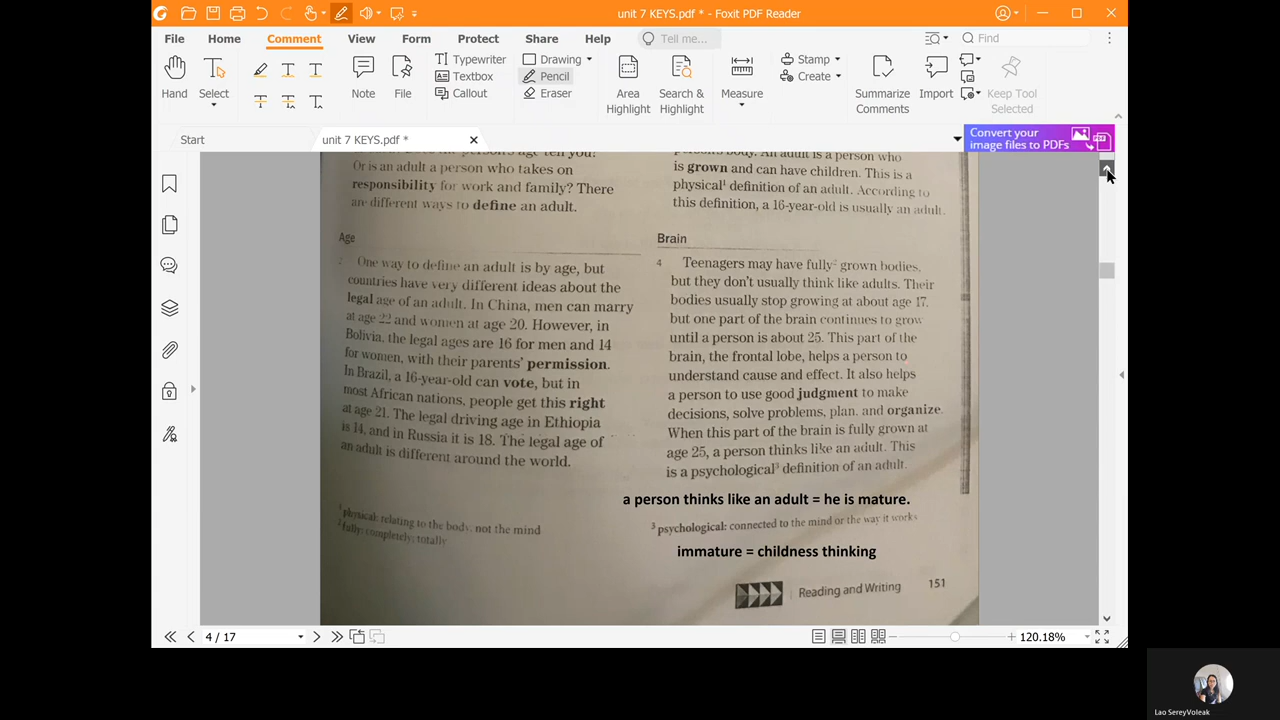 unit 7 KEYS.pdf * - Foxit PDF Reader
File Home Comment View Form Protect Share Help Tell me... Find
Hand
Select
Typewriter
Textbox
Callout
Note
File
Drawing
Pencil
Eraser
Area
Highlight
Search &
Highlight
Measure
Stamp
Create
Summarize
Comments
Import
Keep Tool
Selected
Start
unit 7 KEYS.pdf *
Convert your
image files to PDFs
Or is an adult a person who takes on
responsibility for work and family? There
are different ways to define an adult.
Age
2 One way to define an adult is by age, but
countries have very different ideas about the
legal age of an adult. In China, men can marry
at age 22 and women at age 20. However, in
Bolivia, the legal ages are 16 for men and 14
for women, with their parents' permission.
In Brazil, a 16-year-old can vote, but in
most African nations, people get this right
at age 21. The legal driving age in Ethiopia
is 14, and in Russia it is 18. The legal age of
an adult is different around the world.
1 physical: relating to the body, not the mind
2 fully: completely; totally
person's body. An adult is a person who
is grown and can have children. This is a
physical1 definition of an adult. According to
this definition, a 16-year-old is usually an adult.
Brain
4 Teenagers may have fully2 grown bodies,
but they don't usually think like adults. Their
bodies usually stop growing at about age 17,
but one part of the brain continues to grow
until a person is about 25. This part of the
brain, the frontal lobe, helps a person to
understand cause and effect. It also helps
a person to use good judgment to make
decisions, solve problems, plan, and organize.
When this part of the brain is fully grown at
age 25, a person thinks like an adult. This
is a psychological3 definition of an adult.
a person thinks like an adult = he is mature.
3 psychological: connected to the mind or the way it works
immature = childness thinking
Reading and Writing 151
4 / 17
120.18%
Lao SereyVoleak